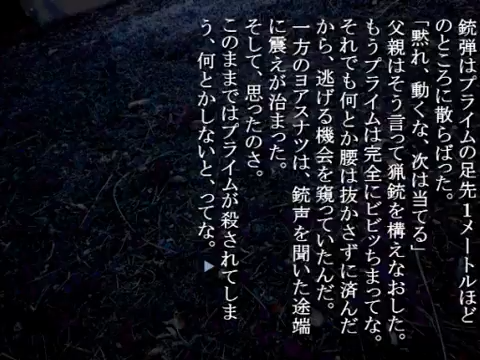 銃弾はプライムの足先１メートルほど
のところに散らばった。
「黙れ、動くな、次は当てる」
父親はそう言って猟銃を構えなおした。
もうプライムは完全にビビッちまってな。
それでも何とか腰は抜かさずに済んだ
から、逃げる機会を窺っていたんだ。
一方のヨアスナツは、銃声を聞いた途端
に震えが治まった。
そして、思ったのさ。
このままではプライムが殺されてしま
う、何とかしないと、ってな。